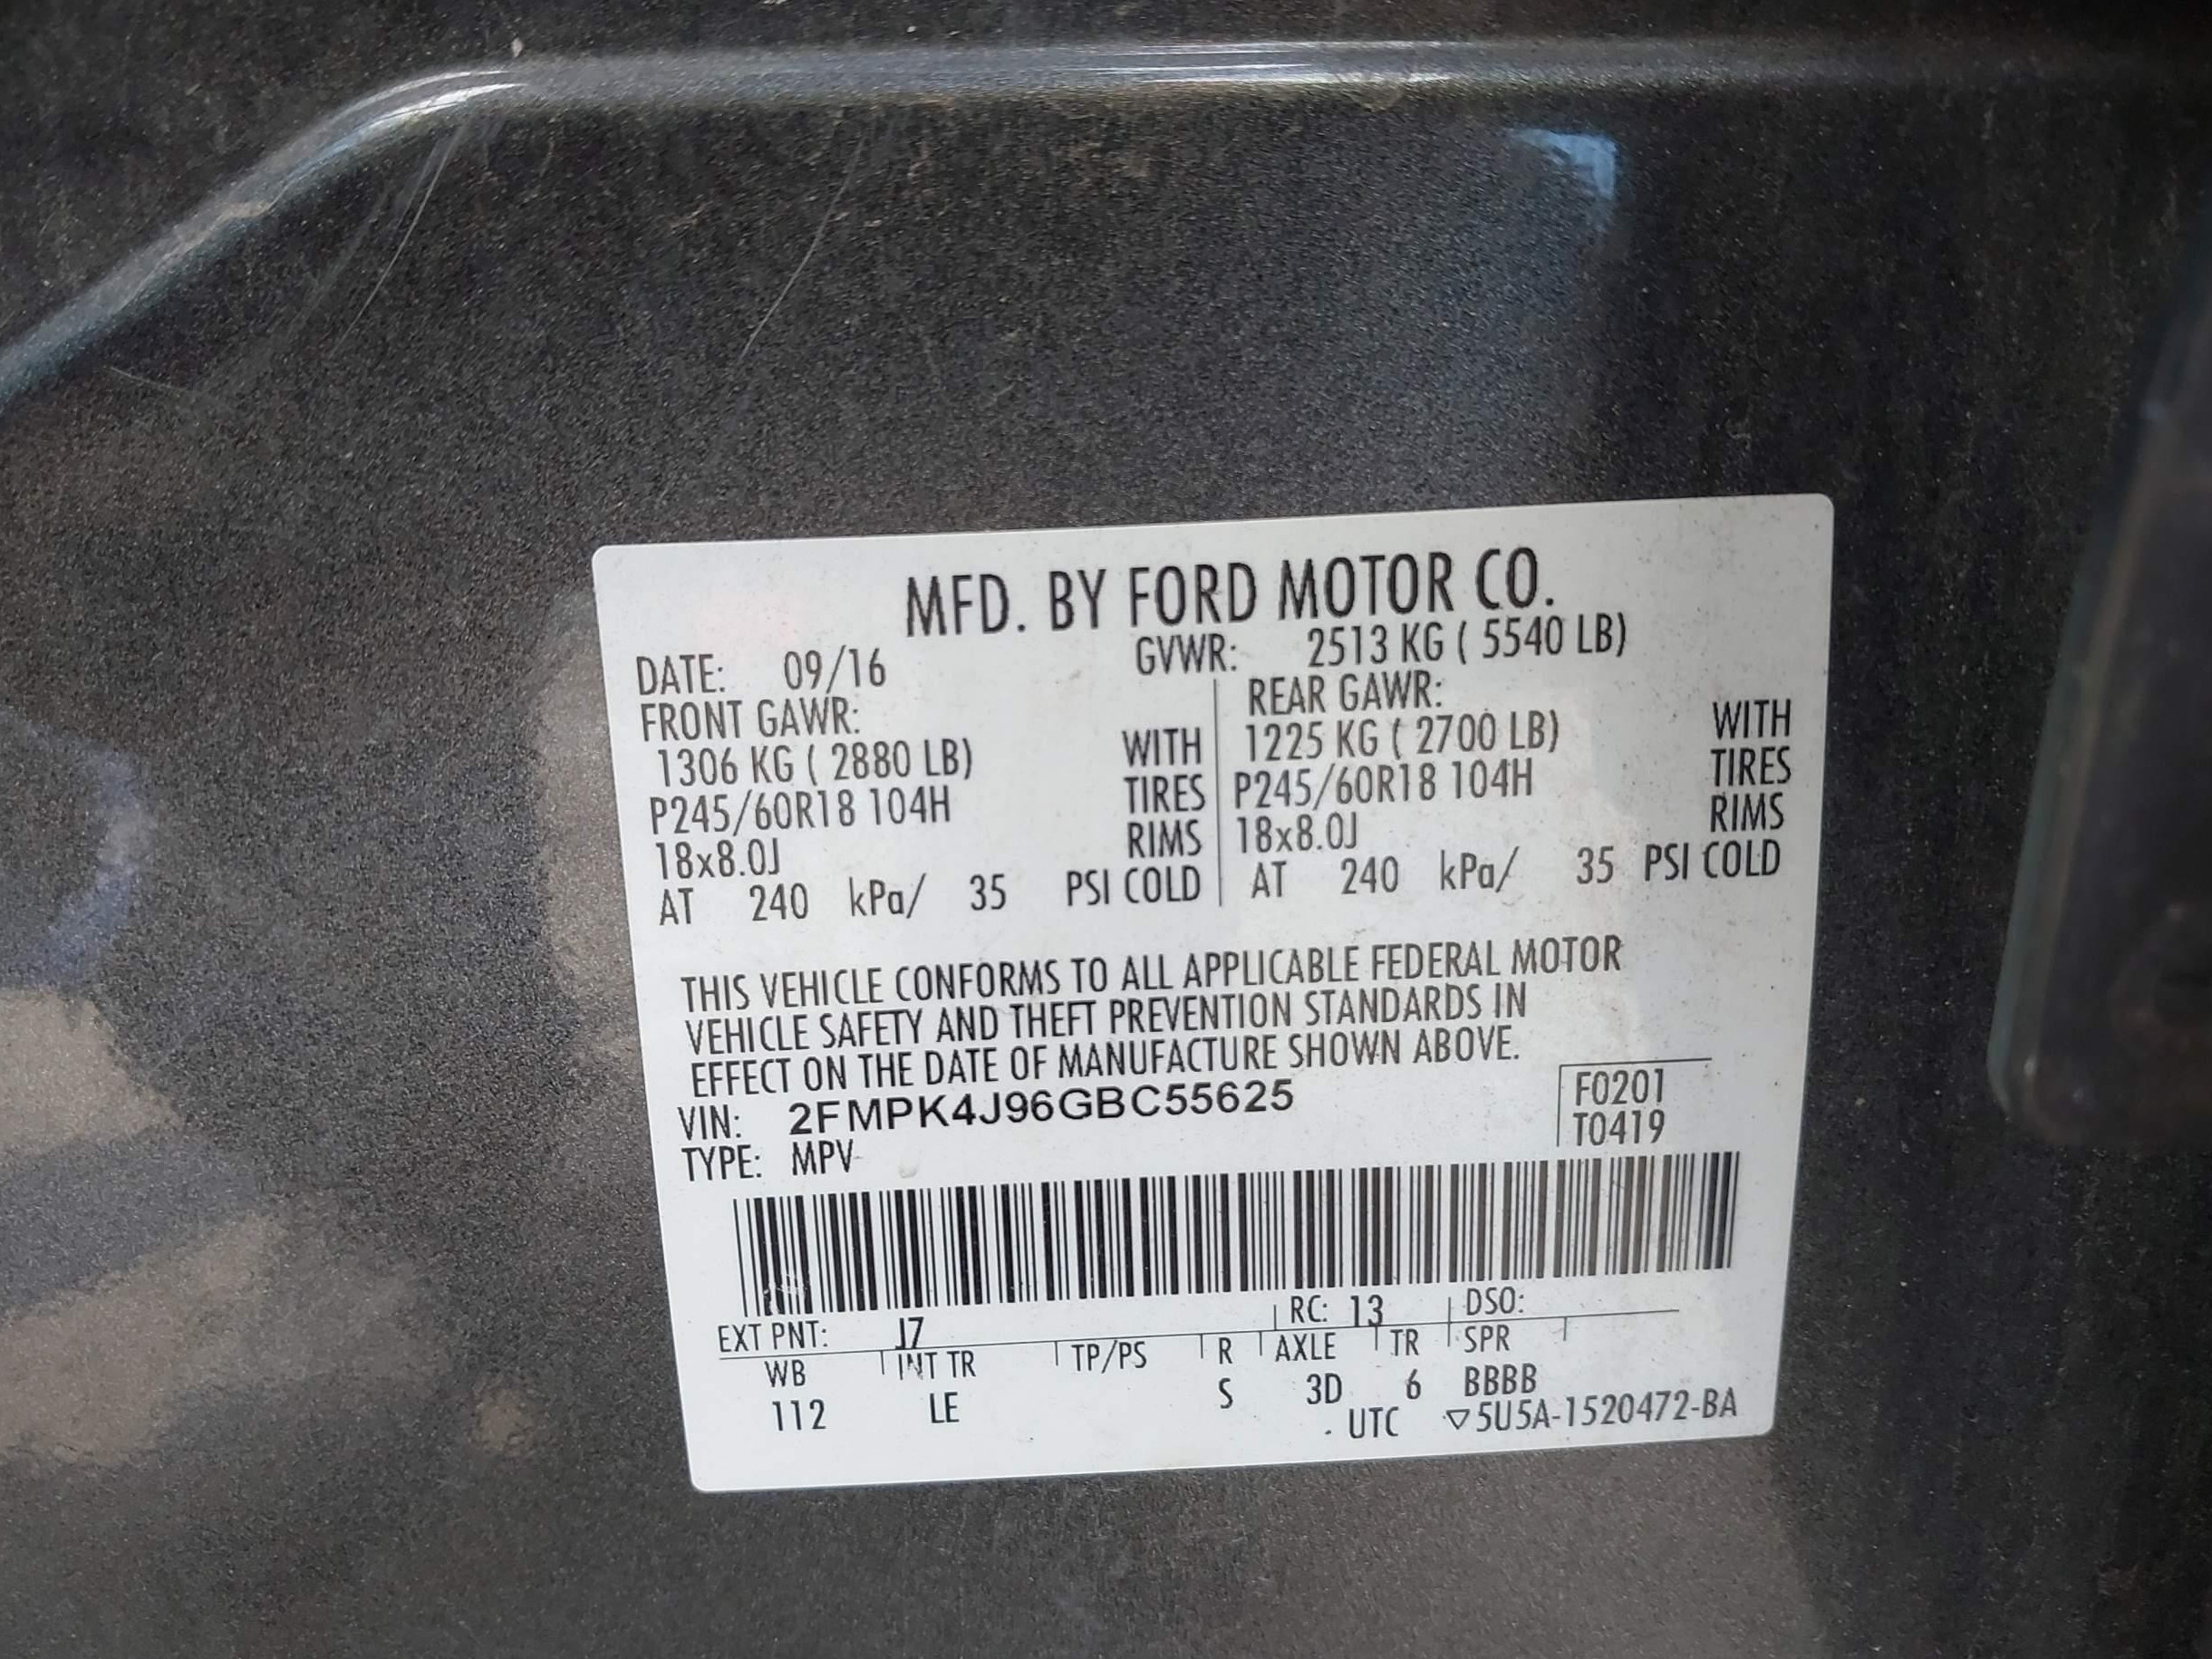 MFD. BY FORD MOTOR CO.
DATE: 09/16 GVWR: 2513 KG ( 5540 LB)
FRONT GAWR: REAR GAWR:
1306 KG ( 2880 LB) WITH 1225 KG ( 2700 LB) WITH
P245/60R18 104H TIRES P245/60R18 104H TIRES
18x8.0J RIMS 18x8.0J RIMS
AT 240 kPa/ 35 PSI COLD AT 240 kPa/ 35 PSI COLD
THIS VEHICLE CONFORMS TO ALL APPLICABLE FEDERAL MOTOR
VEHICLE SAFETY AND THEFT PREVENTION STANDARDS IN
EFFECT ON THE DATE OF MANUFACTURE SHOWN ABOVE.
VIN: 2FMPK4J96GBC55625 F0201
TYPE: MPV T0419
EXT PNT: J7 RC: 13 DSO:
WB INT TR TP/PS R AXLE TR SPR
112 LE S 3D 6 BBBB
. UTC ▽5U5A-1520472-BA